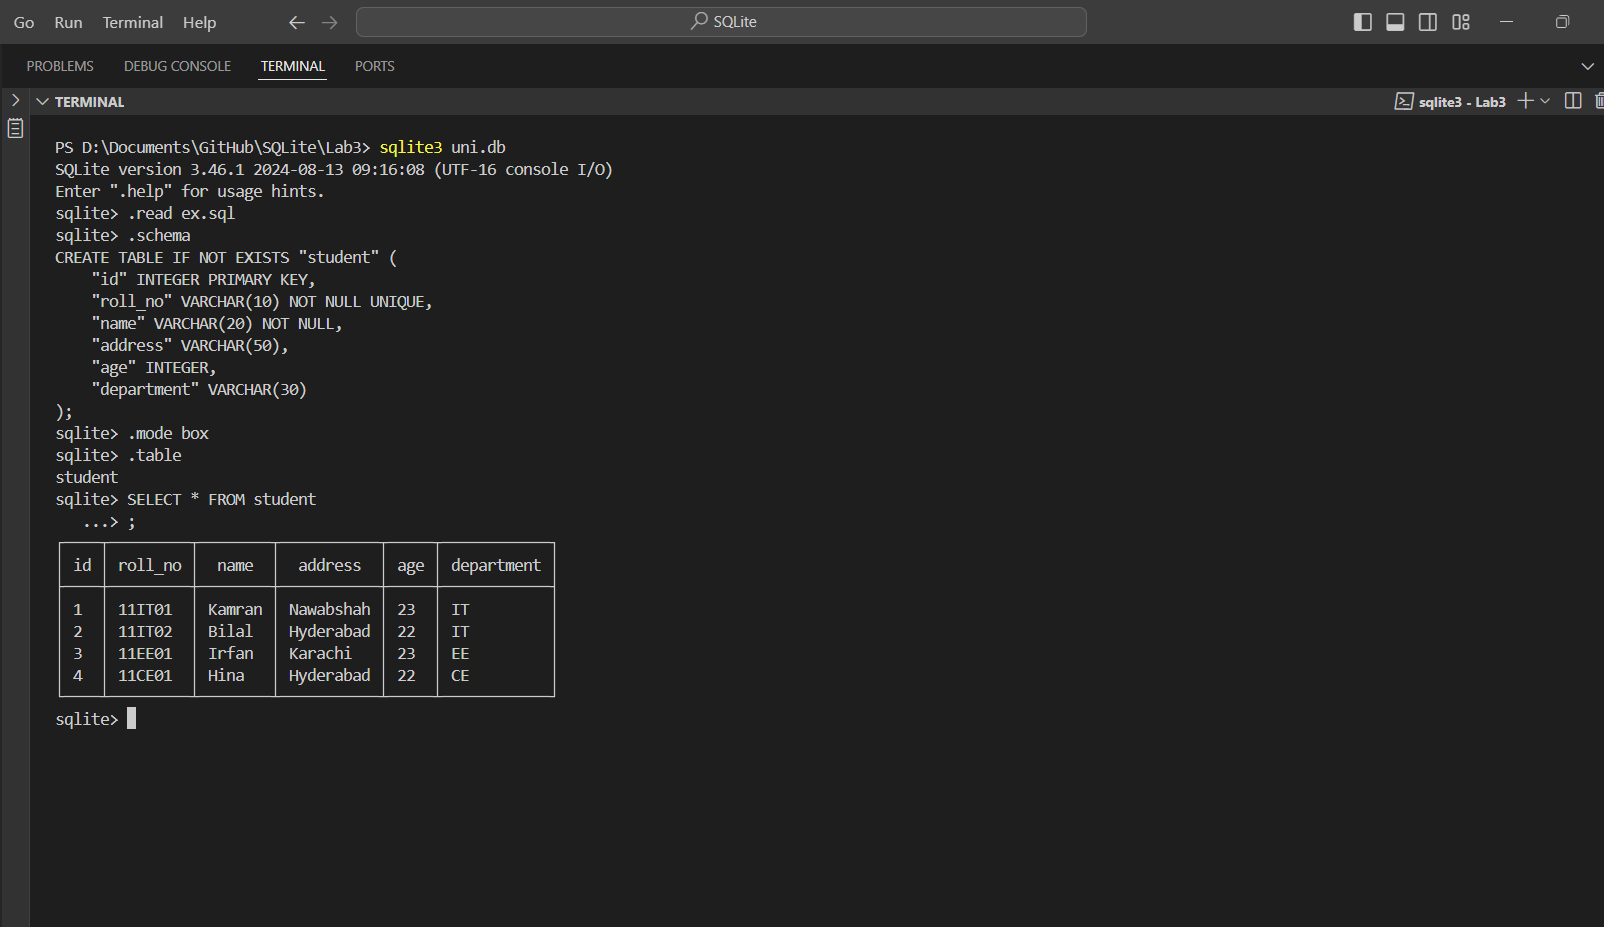 Go Run Terminal Help SQLite
PROBLEMS DEBUG CONSOLE TERMINAL PORTS
TERMINAL sqlite3 - Lab3
PS D:\Documents\GitHub\SQLite\Lab3> sqlite3 uni.db
SQLite version 3.46.1 2024-08-13 09:16:08 (UTF-16 console I/O)
Enter ".help" for usage hints.
sqlite> .read ex.sql
sqlite> .schema
CREATE TABLE IF NOT EXISTS "student" (
    "id" INTEGER PRIMARY KEY,
    "roll_no" VARCHAR(10) NOT NULL UNIQUE,
    "name" VARCHAR(20) NOT NULL,
    "address" VARCHAR(50),
    "age" INTEGER,
    "department" VARCHAR(30)
);
sqlite> .mode box
sqlite> .table
student
sqlite> SELECT * FROM student
   ...> ;
id roll_no name address age department
1 11IT01 Kamran Nawabshah 23 IT
2 11IT02 Bilal Hyderabad 22 IT
3 11EE01 Irfan Karachi 23 EE
4 11CE01 Hina Hyderabad 22 CE
sqlite>